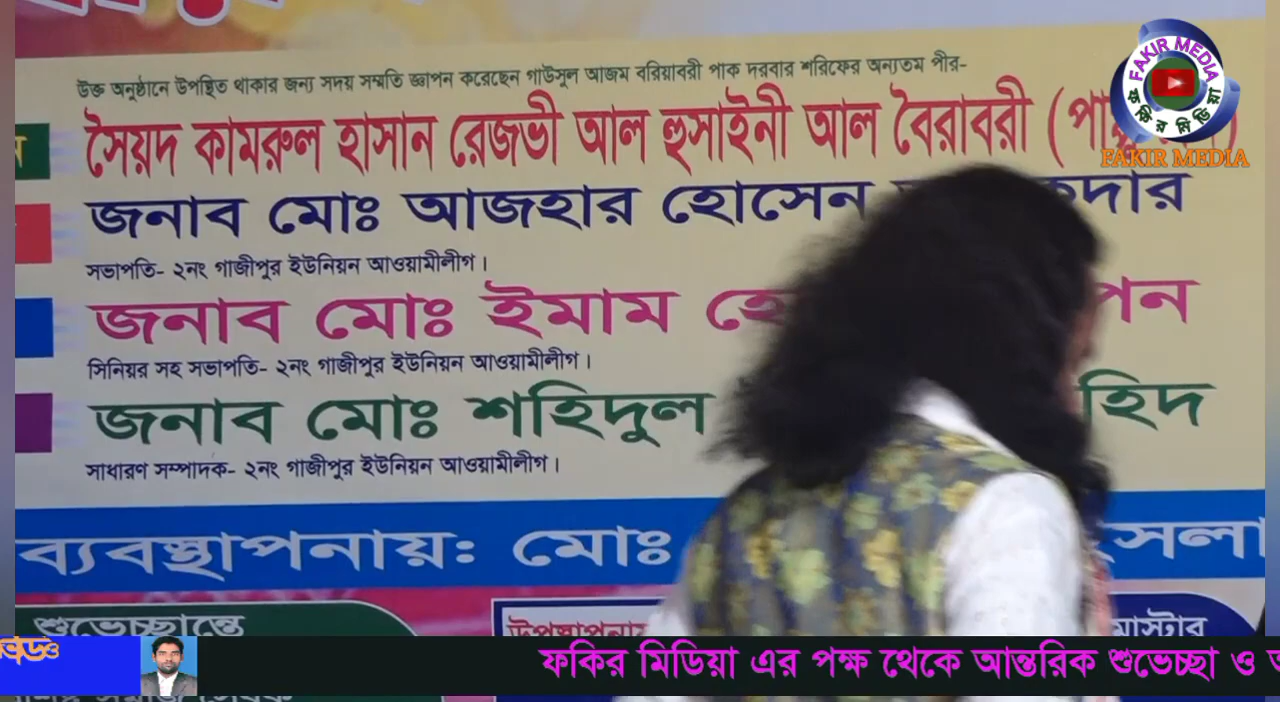 উক্ত অনুষ্ঠানে উপস্থিত থাকার জন্য সদয় সম্মতি জ্ঞাপন করেছেন গাউসুল আজম বরিয়াবরী পাক দরবার শরিফের অন্যতম পীর-
সৈয়দ কামরুল হাসান রেজভী আল হুসাইনী আল বৈরাবরী
জনাব মোঃ আজহার হোসেন
সভাপতি- ২নং গাজীপুর ইউনিয়ন আওয়ামীলীগ।
জনাব মোঃ ইমাম
সিনিয়র সহ সভাপতি- ২নং গাজীপুর ইউনিয়ন আওয়ামীলীগ।
জনাব মোঃ শহিদুল
সাধারণ সম্পাদক- ২নং গাজীপুর ইউনিয়ন আওয়ামীলীগ।
ব্যবস্থাপনায়ঃ মোঃ
শুভেচ্ছান্তে
মাস্টার
FAKIR MEDIA
ফকির মিডিয়া
FAKIR MEDIA
ফকির মিডিয়া এর পক্ষ থেকে আন্তরিক শুভেচ্ছা ও